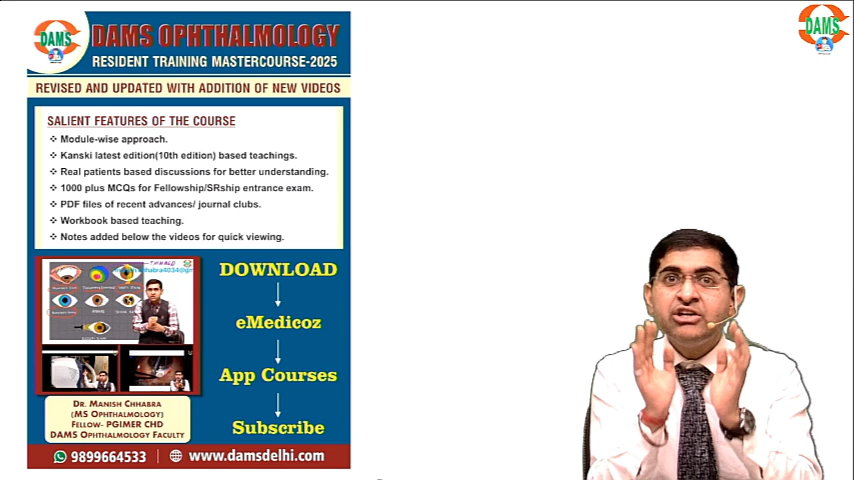 DAMS
DAMS OPHTHALMOLOGY
RESIDENT TRAINING MASTERCOURSE-2025
REVISED AND UPDATED WITH ADDITION OF NEW VIDEOS
SALIENT FEATURES OF THE COURSE
❖ Module-wise approach.
❖ Kanski latest edition(10th edition) based teachings.
❖ Real patients based discussions for better understanding.
❖ 1000 plus MCQs for Fellowship/SRship entrance exam.
❖ PDF files of recent advances/ journal clubs.
❖ Workbook based teaching.
❖ Notes added below the videos for quick viewing.
DOWNLOAD
eMedicoz
App Courses
Subscribe
DR. MANISH CHHABRA
(MS OPHTHALMOLOGY)
FELLOW- PGIMER CHD
DAMS OPHTHALMOLOGY FACULTY
9899664533 | www.damsdelhi.com
DAMS